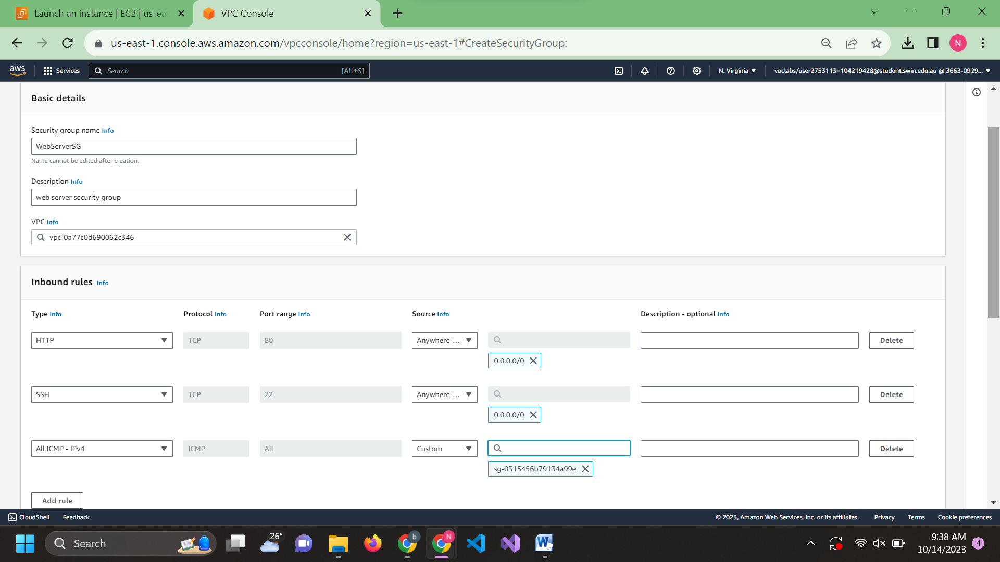 Launch an instance | EC2 | us-eas
VPC Console
us-east-1.console.aws.amazon.com/vpcconsole/home?region=us-east-1#CreateSecurityGroup:
N
aws
Services
Search
[Alt+S]
N. Virginia
voclabs/user2753113=104219428@student.swin.edu.au @ 3663-0929...
Basic details
Security group name Info
WebServerSG
Name cannot be edited after creation.
Description Info
web server security group
VPC Info
vpc-0a77c0d690062c346
Inbound rules Info
Type Info
Protocol Info
Port range Info
Source Info
Description - optional Info
HTTP
TCP
80
Anywhere-...
Delete
0.0.0.0/0
SSH
TCP
22
Anywhere-...
Delete
0.0.0.0/0
All ICMP - IPv4
ICMP
All
Custom
Delete
sg-0315456b79134a99e
Add rule
CloudShell
Feedback
© 2023, Amazon Web Services, Inc. or its affiliates.
Privacy
Terms
Cookie preferences
Search
26°
b
N
W
9:38 AM
10/14/2023
4